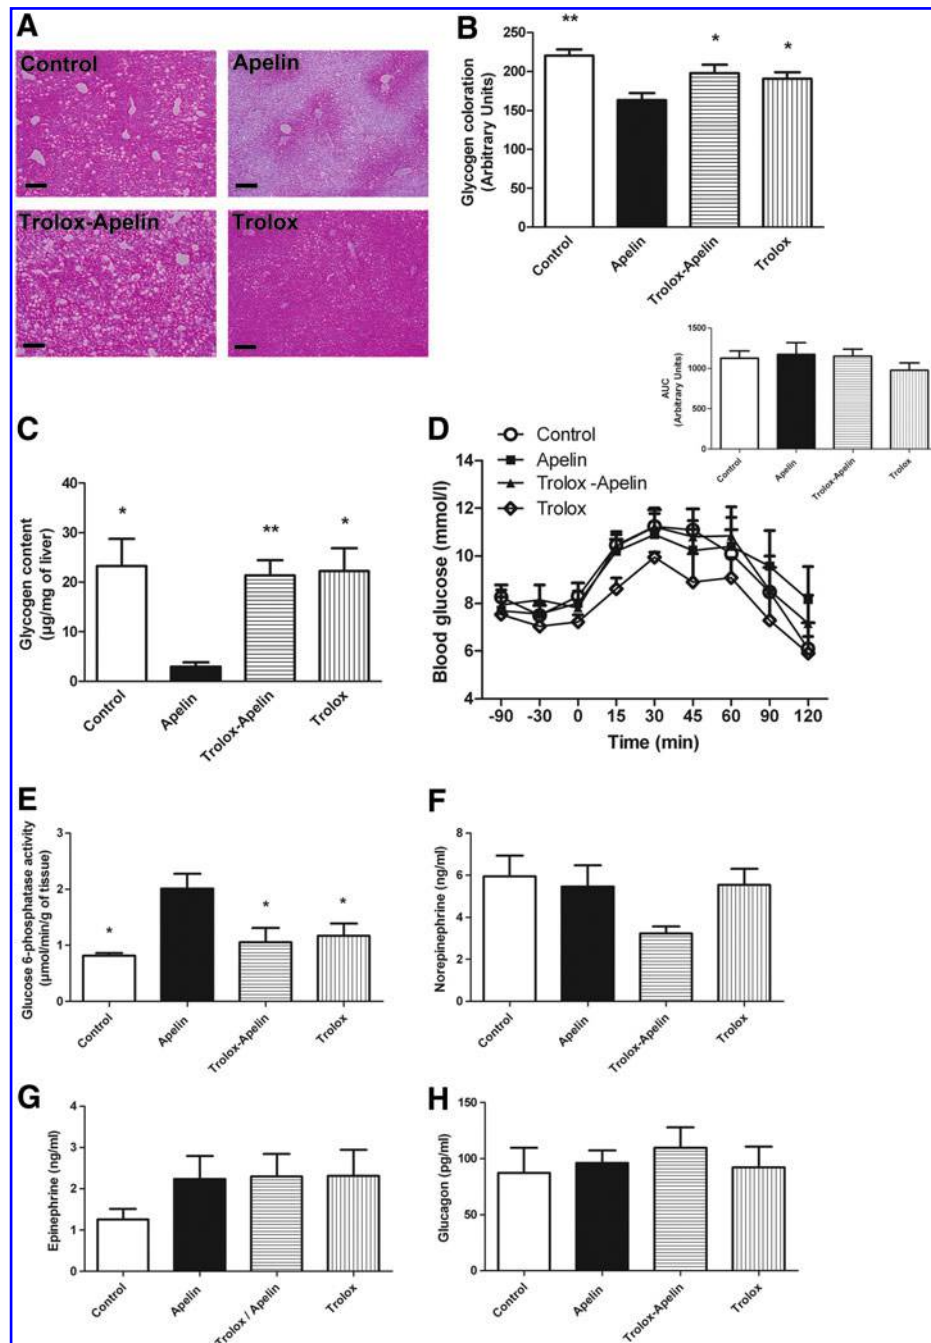 A
Control
Apelin
Trolox-Apelin
Trolox
B
** * *
250
200
150
100
50
0
Glycogen coloration
(Arbitrary Units)
Control
Apelin
Trolox-Apelin
Trolox
1500
1000
500
0
AUC
(Arbitrary Units)
Control
Apelin
Trolox-Apelin
Trolox
C
* ** *
40
30
20
10
0
Glycogen content
(µg/mg of liver)
Control
Apelin
Trolox-Apelin
Trolox
D
Control
Apelin
Trolox -Apelin
Trolox
14
12
10
8
6
4
Blood glucose (mmol/l)
-90 -30 0 15 30 45 60 90 120
Time (min)
E
* * *
3
2
1
0
Glucose 6-phosphatase activity
(µmol/min/g of tissue)
Control
Apelin
Trolox-Apelin
Trolox
F
8
6
4
2
0
Norepinephrine (ng/ml)
Control
Apelin
Trolox-Apelin
Trolox
G
4
3
2
1
0
Epinephrine (ng/ml)
Control
Apelin
Trolox / Apelin
Trolox
H
150
100
50
0
Glucagon (pg/ml)
Control
Apelin
Trolox-Apelin
Trolox